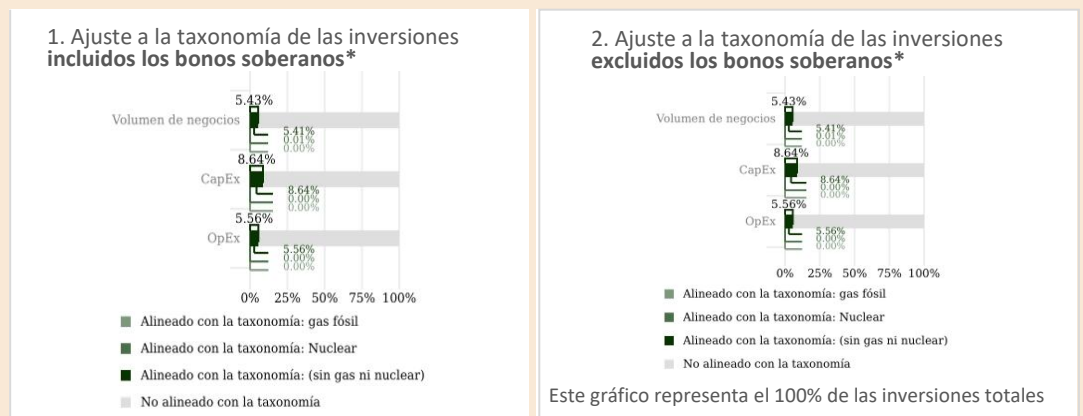 1. Ajuste a la taxonomía de las inversiones
incluidos los bonos soberanos*
5.43%
Volumen de negocios
5.41%
0.01%
0.00%
8.64%
CapEx
8.64%
0.00%
0.00%
5.56%
OpEx
5.56%
0.00%
0.00%
0% 25% 50% 75% 100%
Alineado con la taxonomía: gas fósil
Alineado con la taxonomía: Nuclear
Alineado con la taxonomía: (sin gas ni nuclear)
No alineado con la taxonomía
2. Ajuste a la taxonomía de las inversiones
excluidos los bonos soberanos*
5.43%
Volumen de negocios
5.41%
0.01%
0.00%
8.64%
CapEx
8.64%
0.00%
0.00%
5.56%
OpEx
5.56%
0.00%
0.00%
0% 25% 50% 75% 100%
Alineado con la taxonomía: gas fósil
Alineado con la taxonomía: Nuclear
Alineado con la taxonomía: (sin gas ni nuclear)
No alineado con la taxonomía
Este gráfico representa el 100% de las inversiones totales